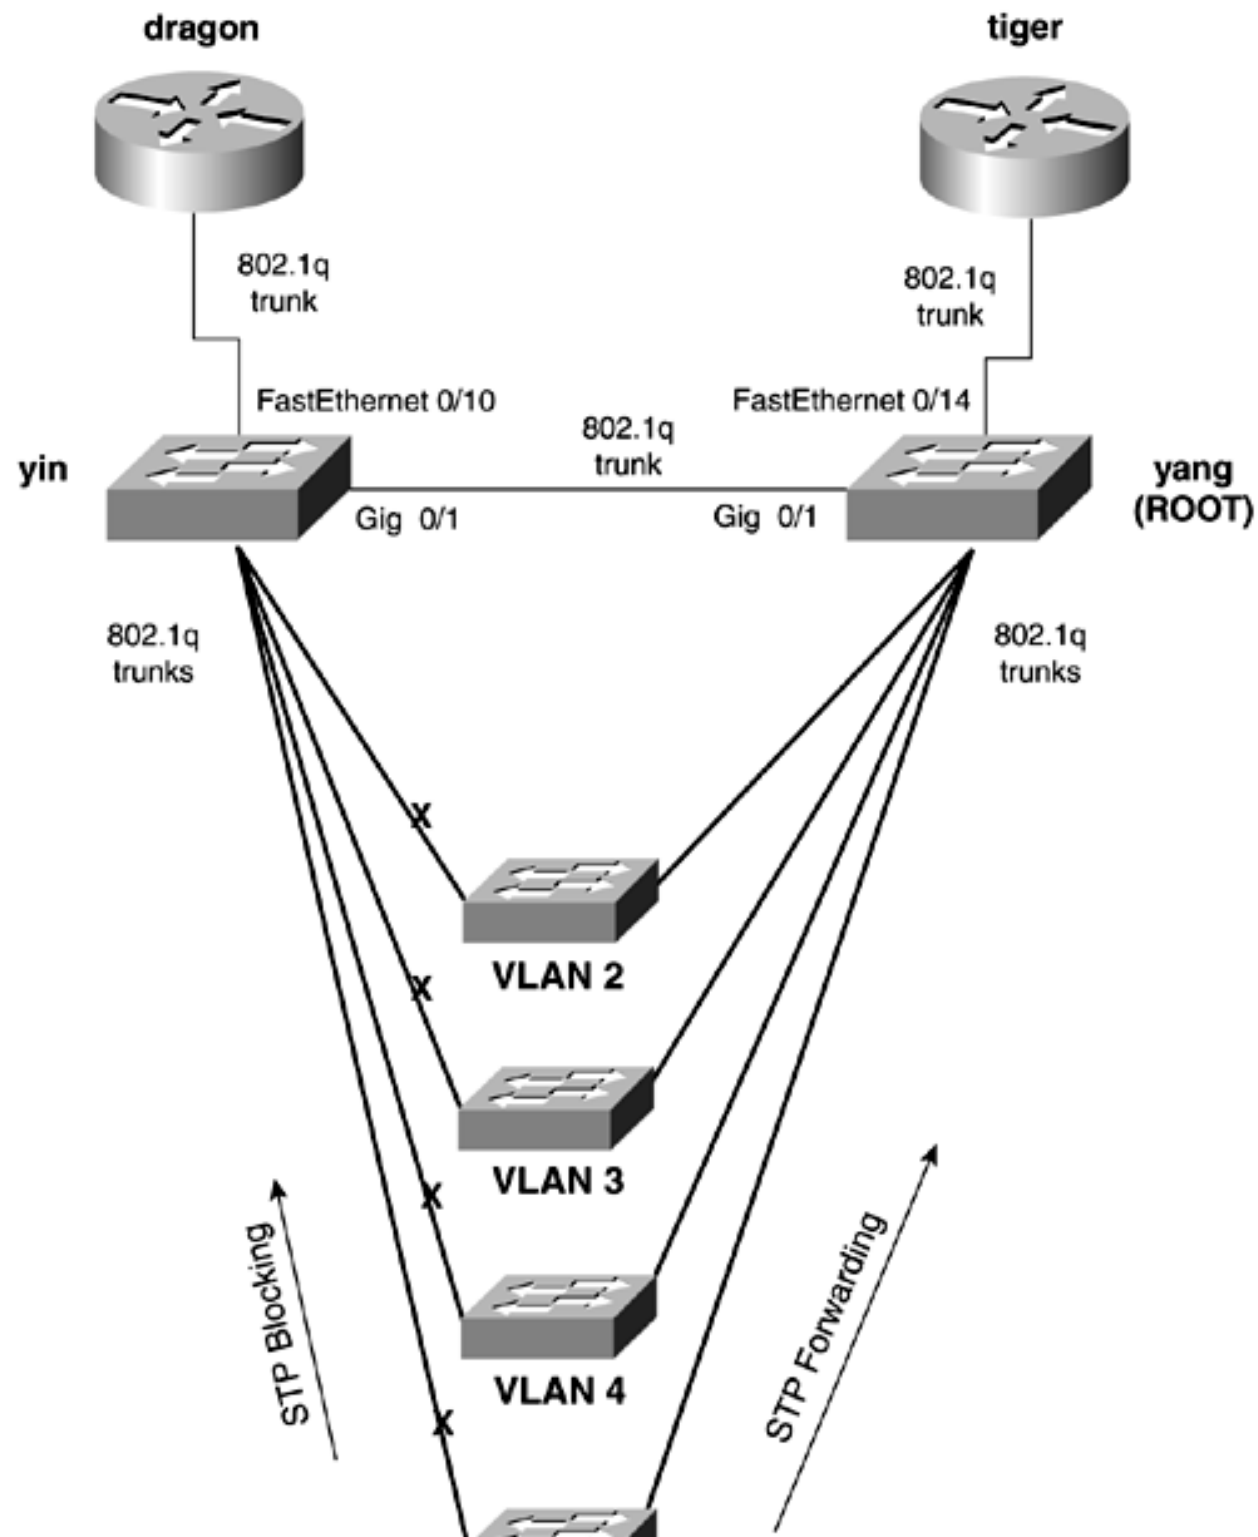 dragon
tiger
802.1q
trunk
802.1q
trunk
FastEthernet 0/10
FastEthernet 0/14
802.1q
trunk
yin
yang
(ROOT)
Gig 0/1
Gig 0/1
802.1q
trunks
802.1q
trunks
X
VLAN 2
X
VLAN 3
X
STP Blocking
STP Forwarding
VLAN 4
X